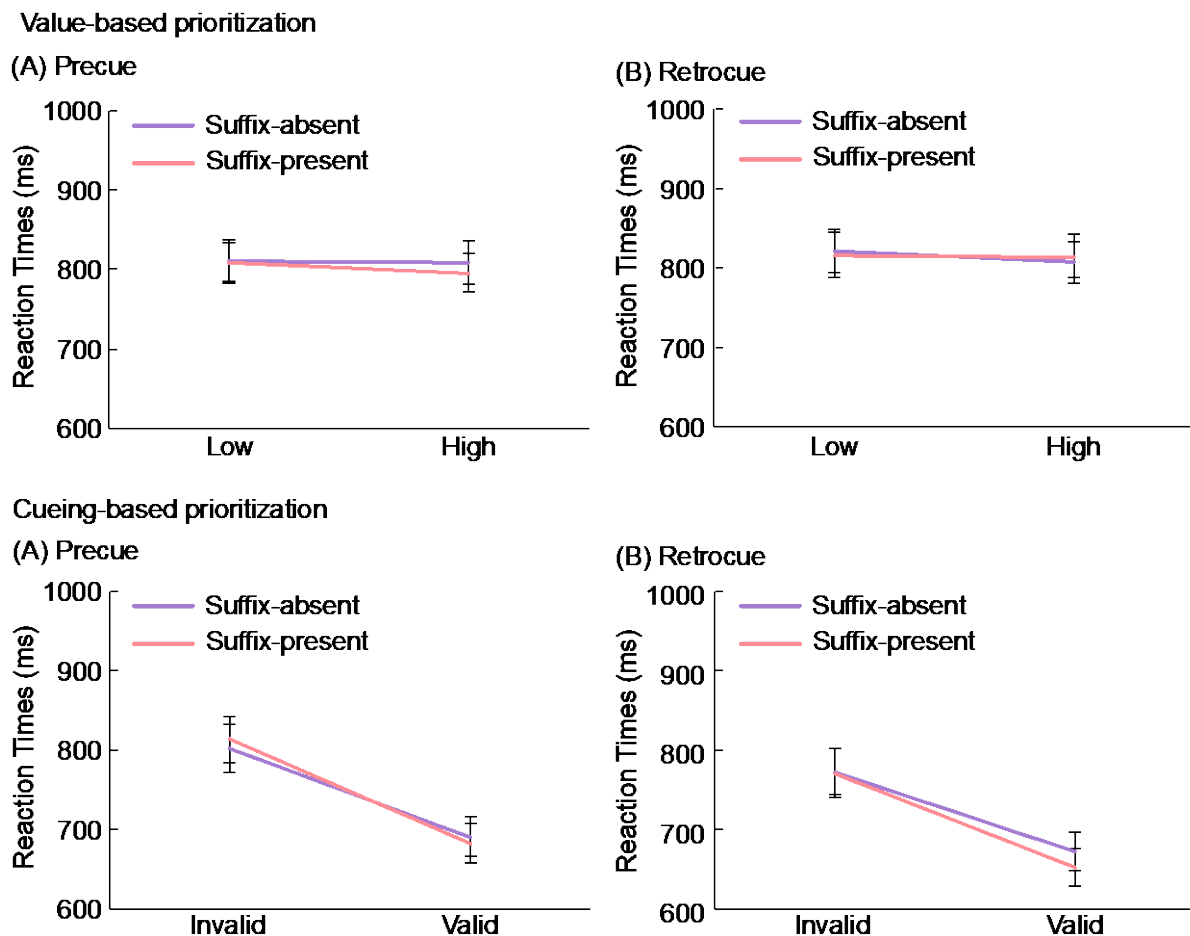 Value-based prioritization
(A) Precue
Reaction Times (ms)
1000
900
800
700
600
Suffix-absent
Suffix-present
Low High
(B) Retrocue
Reaction Times (ms)
1000
900
800
700
600
Suffix-absent
Suffix-present
Low High
Cueing-based prioritization
(A) Precue
Reaction Times (ms)
1000
900
800
700
600
Suffix-absent
Suffix-present
Invalid Valid
(B) Retrocue
Reaction Times (ms)
1000
900
800
700
600
Suffix-absent
Suffix-present
Invalid Valid